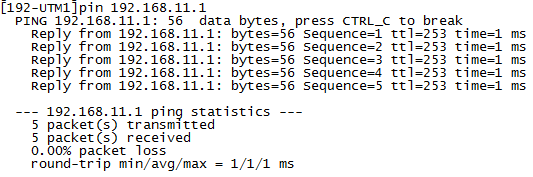 [192-UTM1]pin 192.168.11.1
PING 192.168.11.1: 56 data bytes, press CTRL_C to break
Reply from 192.168.11.1: bytes=56 Sequence=1 ttl=253 time=1 ms
Reply from 192.168.11.1: bytes=56 Sequence=2 ttl=253 time=1 ms
Reply from 192.168.11.1: bytes=56 Sequence=3 ttl=253 time=1 ms
Reply from 192.168.11.1: bytes=56 Sequence=4 ttl=253 time=1 ms
Reply from 192.168.11.1: bytes=56 Sequence=5 ttl=253 time=1 ms
--- 192.168.11.1 ping statistics ---
5 packet(s) transmitted
5 packet(s) received
0.00% packet loss
round-trip min/avg/max = 1/1/1 ms